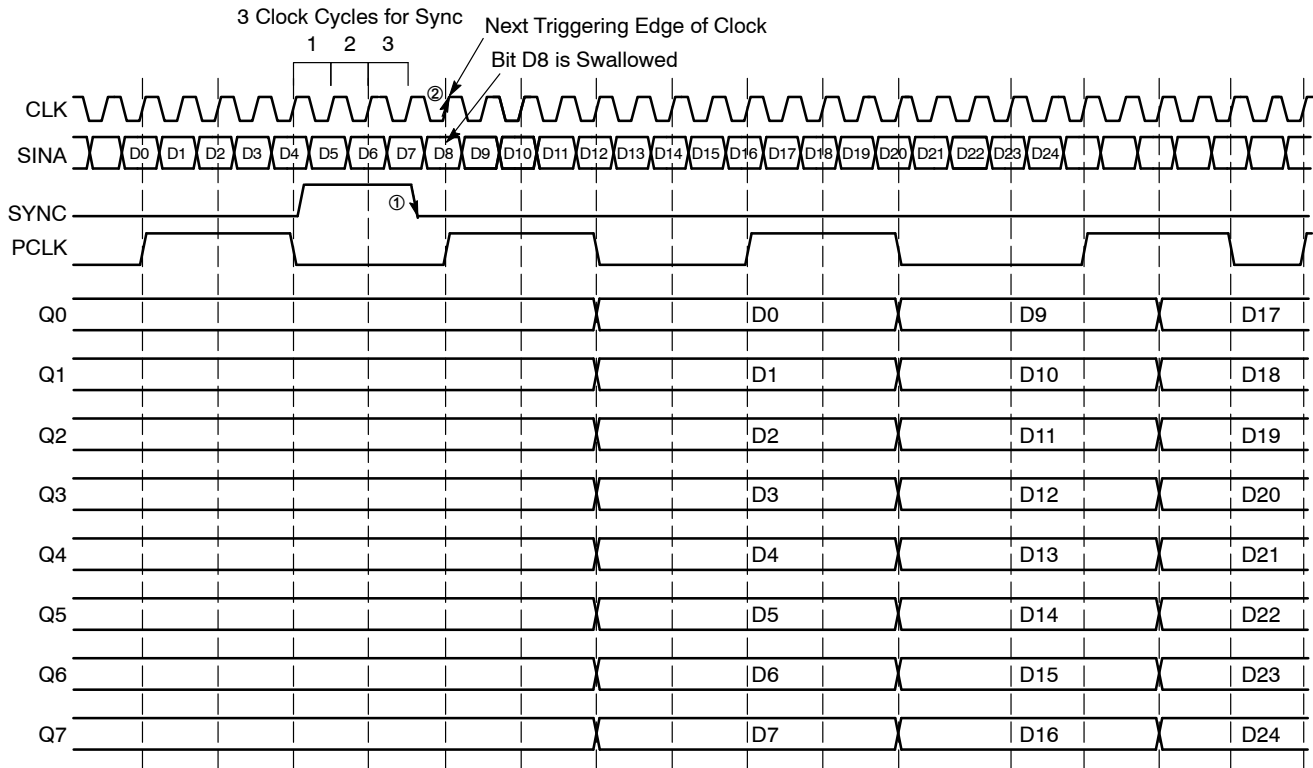 3 Clock Cycles for Sync
1 2 3
Next Triggering Edge of Clock
Bit D8 is Swallowed
CLK ②
SINA D0 D1 D2 D3 D4 D5 D6 D7 D8 D9 D10 D11 D12 D13 D14 D15 D16 D17 D18 D19 D20 D21 D22 D23 D24
SYNC ①
PCLK
Q0 D0 D9 D17
Q1 D1 D10 D18
Q2 D2 D11 D19
Q3 D3 D12 D20
Q4 D4 D13 D21
Q5 D5 D14 D22
Q6 D6 D15 D23
Q7 D7 D16 D24